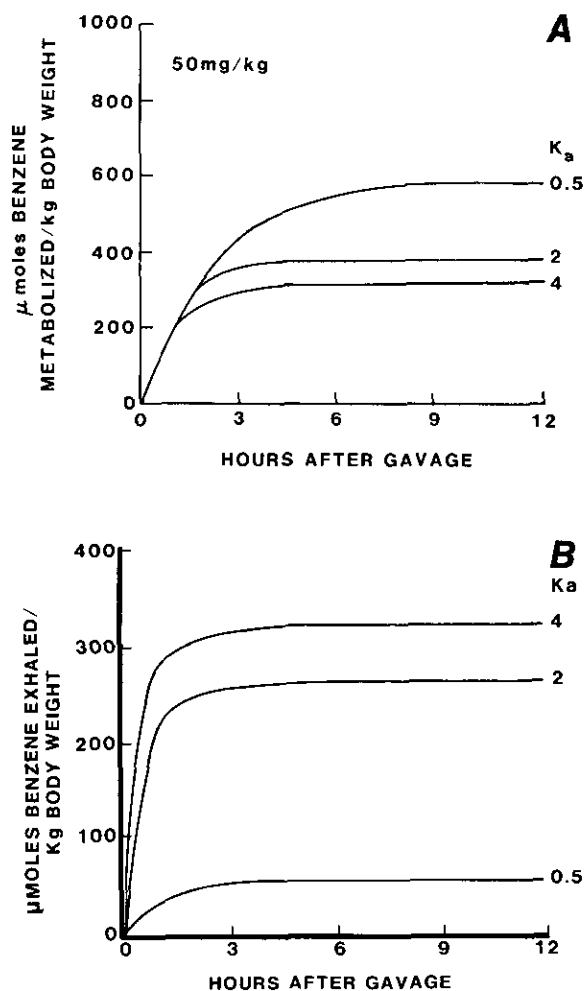 A
50mg/kg
μmoles BENZENE
METABOLIZED/kg BODY WEIGHT
1000
800
600
400
200
0
Ka
0.5
2
4
0
3
6
9
12
HOURS AFTER GAVAGE
B
Ka
μMOLES BENZENE EXHALED/
Kg BODY WEIGHT
400
300
200
100
0
4
2
0.5
0
3
6
9
12
HOURS AFTER GAVAGE